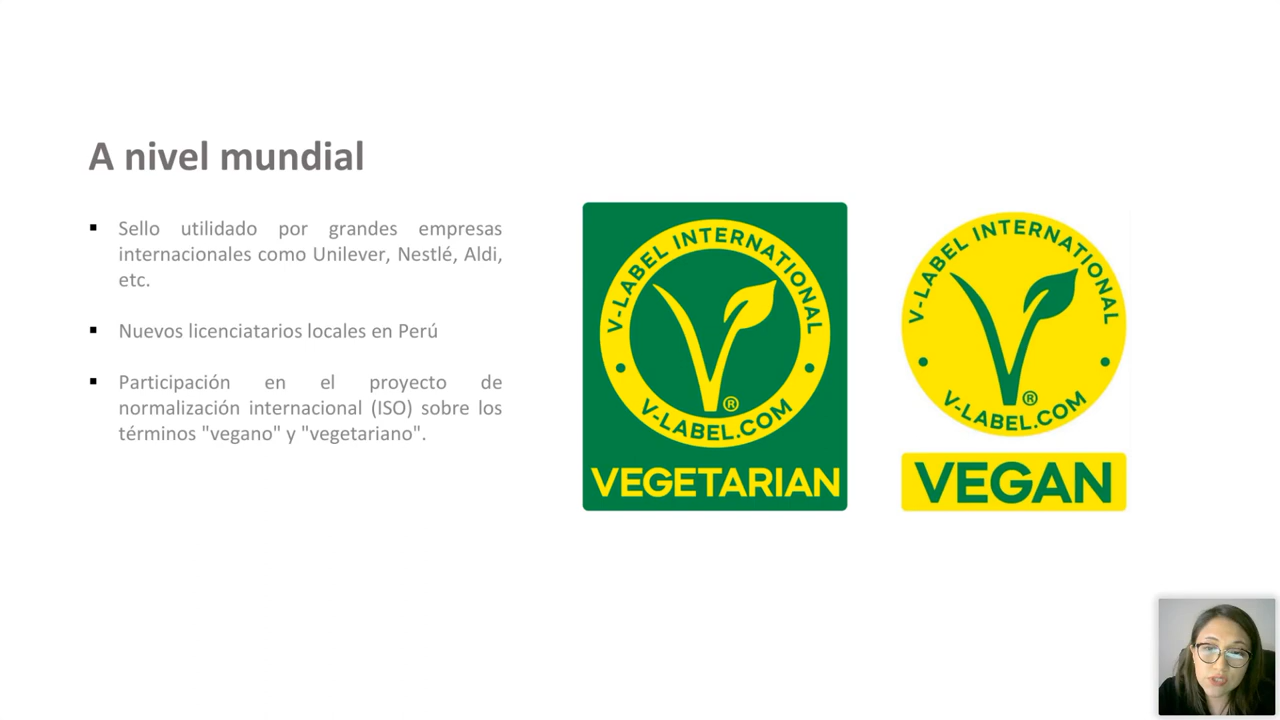 A nivel mundial
Sello utilidado por grandes empresas
internacionales como Unilever, Nestlé, Aldi,
etc.
Nuevos licenciatarios locales en Perú
Participación en el proyecto de
normalización internacional (ISO) sobre los
términos "vegano" y "vegetariano".
V-LABEL INTERNATIONAL
®
V-LABEL.COM
VEGETARIAN
V-LABEL INTERNATIONAL
®
V-LABEL.COM
VEGAN